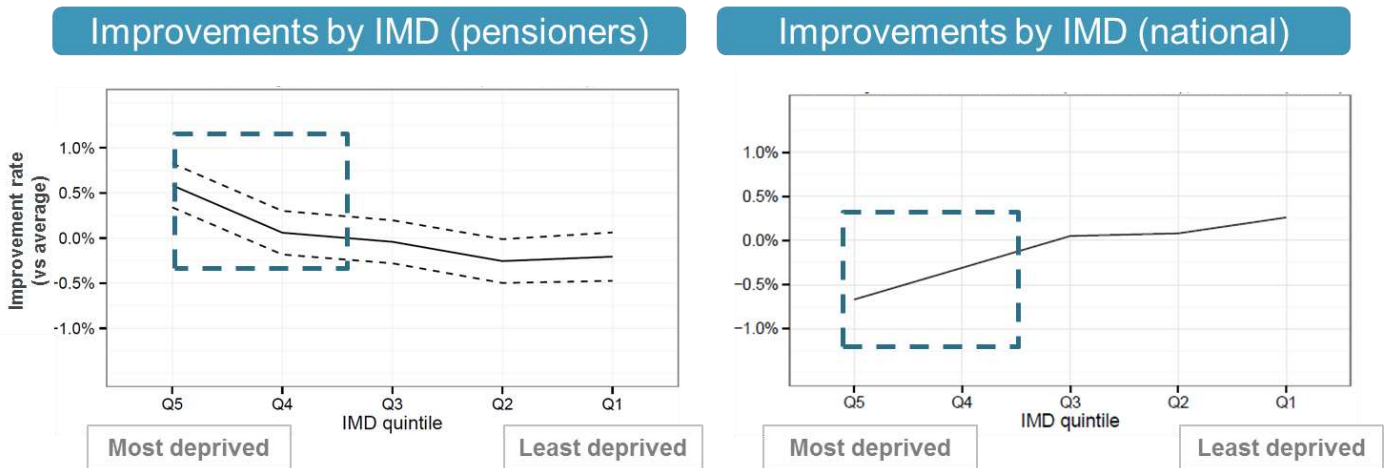 Improvements by IMD (pensioners)
Improvement rate
(vs average)
1.0%
0.5%
0.0%
-0.5%
-1.0%
Q5 Q4 Q3 Q2 Q1
IMD quintile
Most deprived Least deprived
Improvements by IMD (national)
1.0%
0.5%
0.0%
−0.5%
−1.0%
Q5 Q4 Q3 Q2 Q1
IMD quintile
Most deprived Least deprived